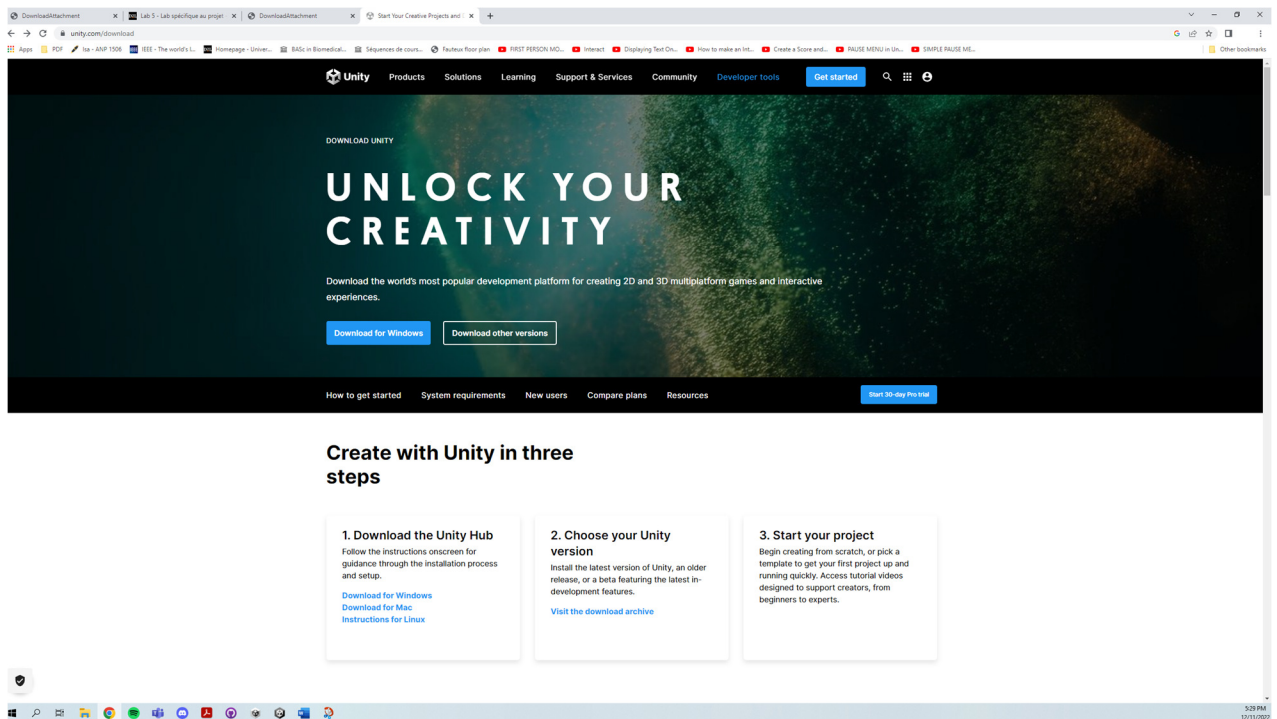 DownloadAttachment
Lab 5 - Lab spécifique au projet
DownloadAttachment
Start Your Creative Projects and
unity.com/download
Apps PDF Isa - ANP 1506 IEEE - The world's l... Homepage - Univer... BASc in Biomedical... Séquences de cours... Fauteux floor plan FIRST PERSON MO... Interact Displaying Text On... How to make an Int... Create a Score and... PAUSE MENU in Un... SIMPLE PAUSE ME... Other bookmarks
Unity Products Solutions Learning Support & Services Community Developer tools Get started
DOWNLOAD UNITY
UNLOCK YOUR
CREATIVITY
Download the world's most popular development platform for creating 2D and 3D multiplatform games and interactive
experiences.
Download for Windows Download other versions
How to get started System requirements New users Compare plans Resources Start 30-day Pro trial
Create with Unity in three
steps
1. Download the Unity Hub
Follow the instructions onscreen for
guidance through the installation process
and setup.
Download for Windows
Download for Mac
Instructions for Linux
2. Choose your Unity
version
Install the latest version of Unity, an older
release, or a beta featuring the latest in-
development features.
Visit the download archive
3. Start your project
Begin creating from scratch, or pick a
template to get your first project up and
running quickly. Access tutorial videos
designed to support creators, from
beginners to experts.
5:29 PM
12/11/2022